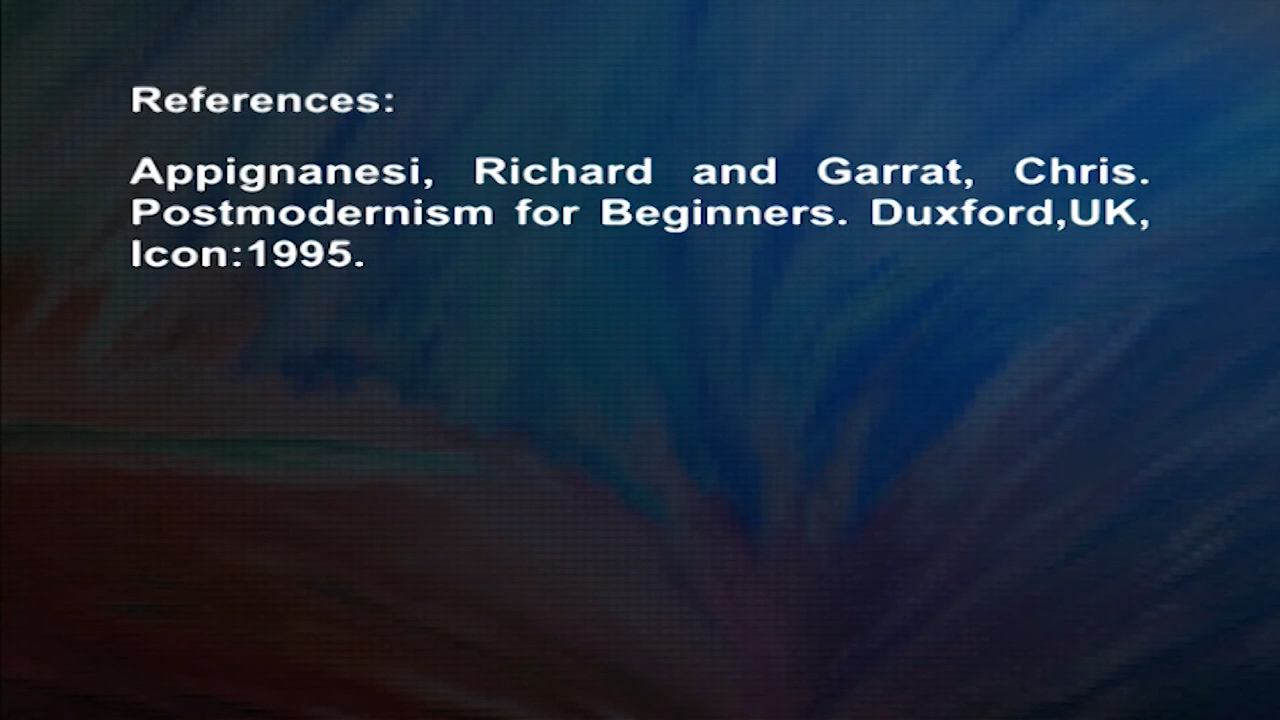 References:
Appignanesi, Richard and Garrat, Chris.
Postmodernism for Beginners. Duxford,UK,
Icon:1995.